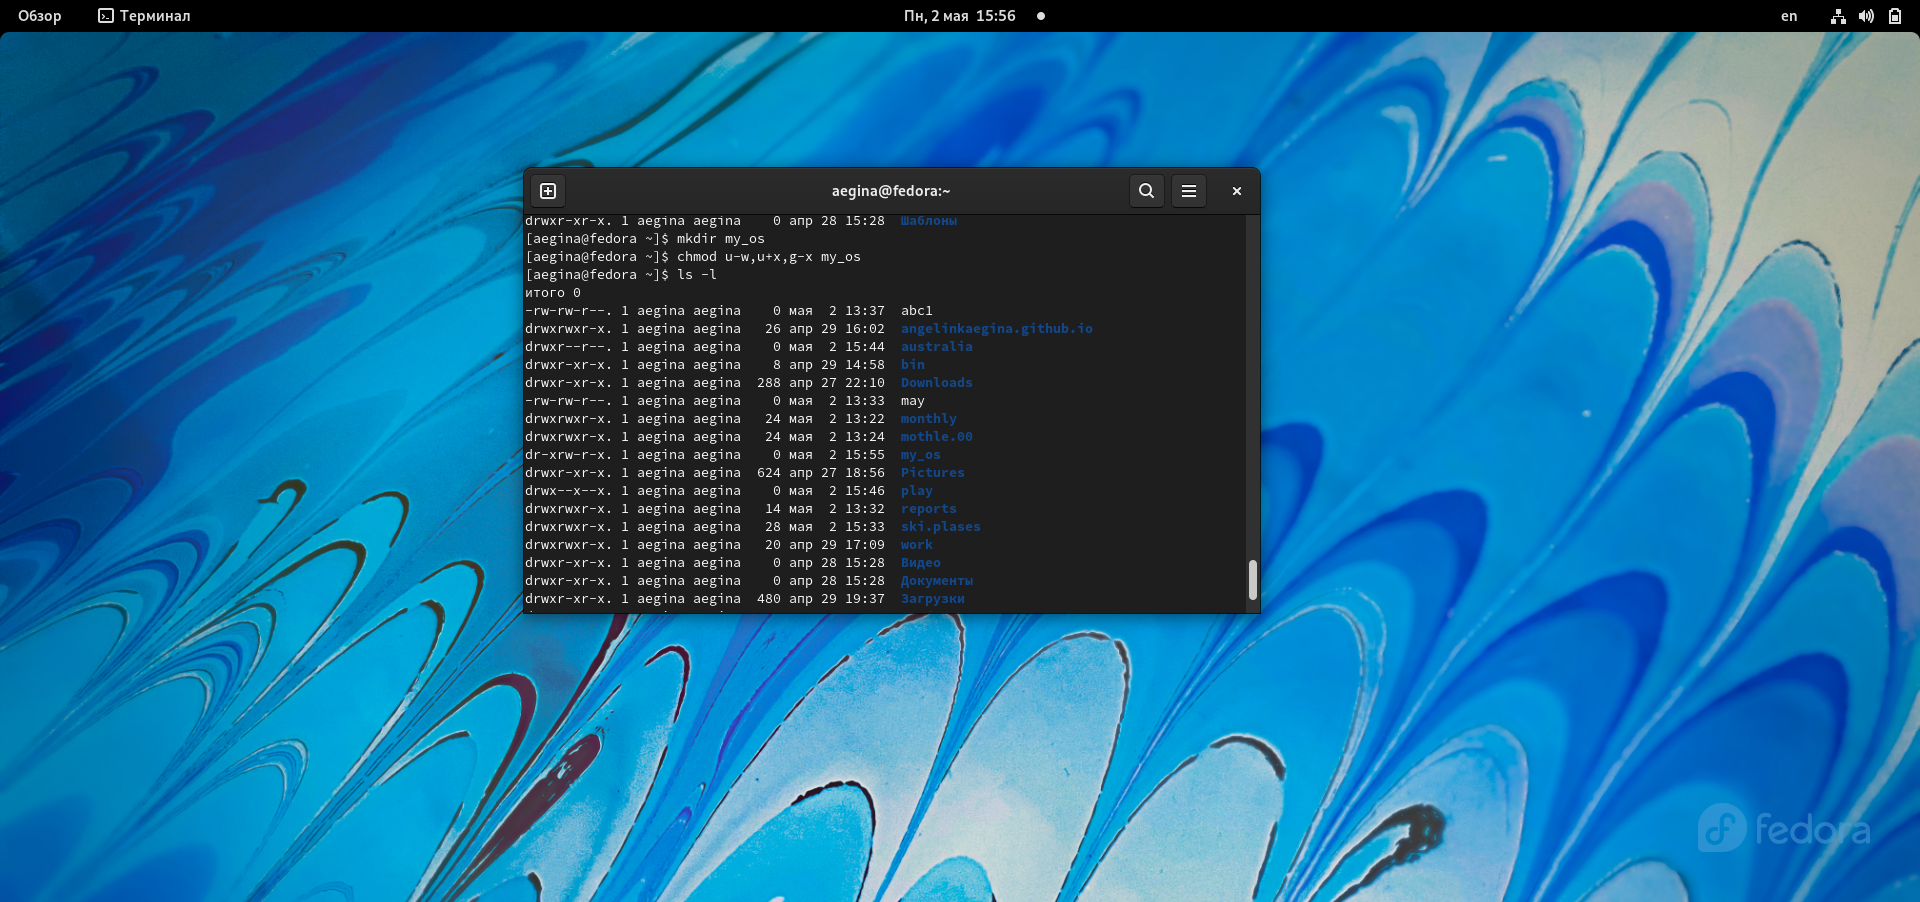 Обзор Терминал Пн, 2 мая 15:56 en
aegina@fedora:~
drwxr-xr-x. 1 aegina aegina 0 апр 28 15:28 Шаблоны
[aegina@fedora ~]$ mkdir my_os
[aegina@fedora ~]$ chmod u-w,u+x,g-x my_os
[aegina@fedora ~]$ ls -l
итого 0
-rw-rw-r--. 1 aegina aegina 0 мая 2 13:37 abc1
drwxrwxr-x. 1 aegina aegina 26 апр 29 16:02 angelinkaegina.github.io
drwxr--r--. 1 aegina aegina 0 мая 2 15:44 australia
drwxr-xr-x. 1 aegina aegina 8 апр 29 14:58 bin
drwxr-xr-x. 1 aegina aegina 288 апр 27 22:10 Downloads
-rw-rw-r--. 1 aegina aegina 0 мая 2 13:33 may
drwxrwxr-x. 1 aegina aegina 24 мая 2 13:22 monthly
drwxrwxr-x. 1 aegina aegina 24 мая 2 13:24 mothle.00
dr-xrw-r-x. 1 aegina aegina 0 мая 2 15:55 my_os
drwxr-xr-x. 1 aegina aegina 624 апр 27 18:56 Pictures
drwx--x--x. 1 aegina aegina 0 мая 2 15:46 play
drwxrwxr-x. 1 aegina aegina 14 мая 2 13:32 reports
drwxrwxr-x. 1 aegina aegina 28 мая 2 15:33 ski.plases
drwxrwxr-x. 1 aegina aegina 20 апр 29 17:09 work
drwxr-xr-x. 1 aegina aegina 0 апр 28 15:28 Видео
drwxr-xr-x. 1 aegina aegina 0 апр 28 15:28 Документы
drwxr-xr-x. 1 aegina aegina 480 апр 29 19:37 Загрузки
fedora